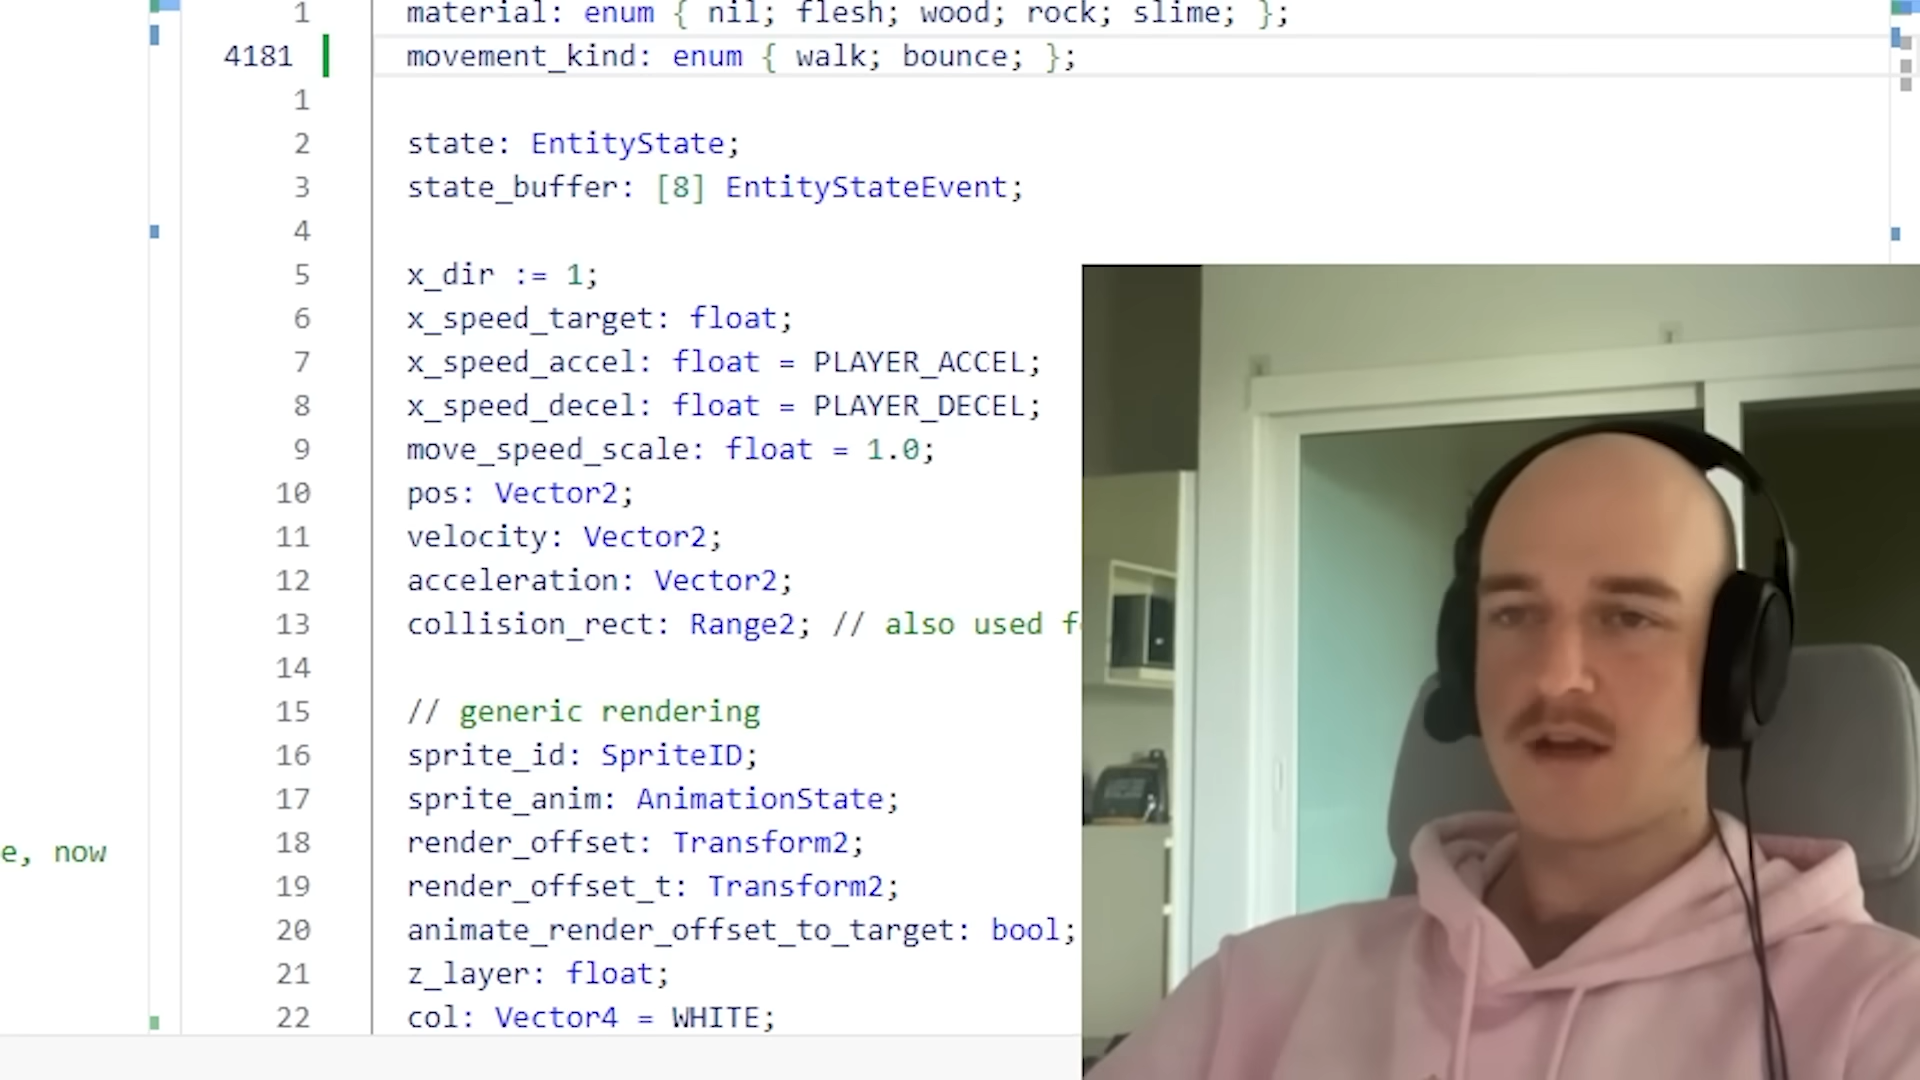 1 material: enum { nil; flesh; wood; rock; slime; };
4181 movement_kind: enum { walk; bounce; };
1
2 state: EntityState;
3 state_buffer: [8] EntityStateEvent;
4
5 x_dir := 1;
6 x_speed_target: float;
7 x_speed_accel: float = PLAYER_ACCEL;
8 x_speed_decel: float = PLAYER_DECEL;
9 move_speed_scale: float = 1.0;
10 pos: Vector2;
11 velocity: Vector2;
12 acceleration: Vector2;
13 collision_rect: Range2; // also used
14
15 // generic rendering
16 sprite_id: SpriteID;
17 sprite_anim: AnimationState;
18 render_offset: Transform2;
e, now
19 render_offset_t: Transform2;
20 animate_render_offset_to_target: bool;
21 z_layer: float;
22 col: Vector4 = WHITE;